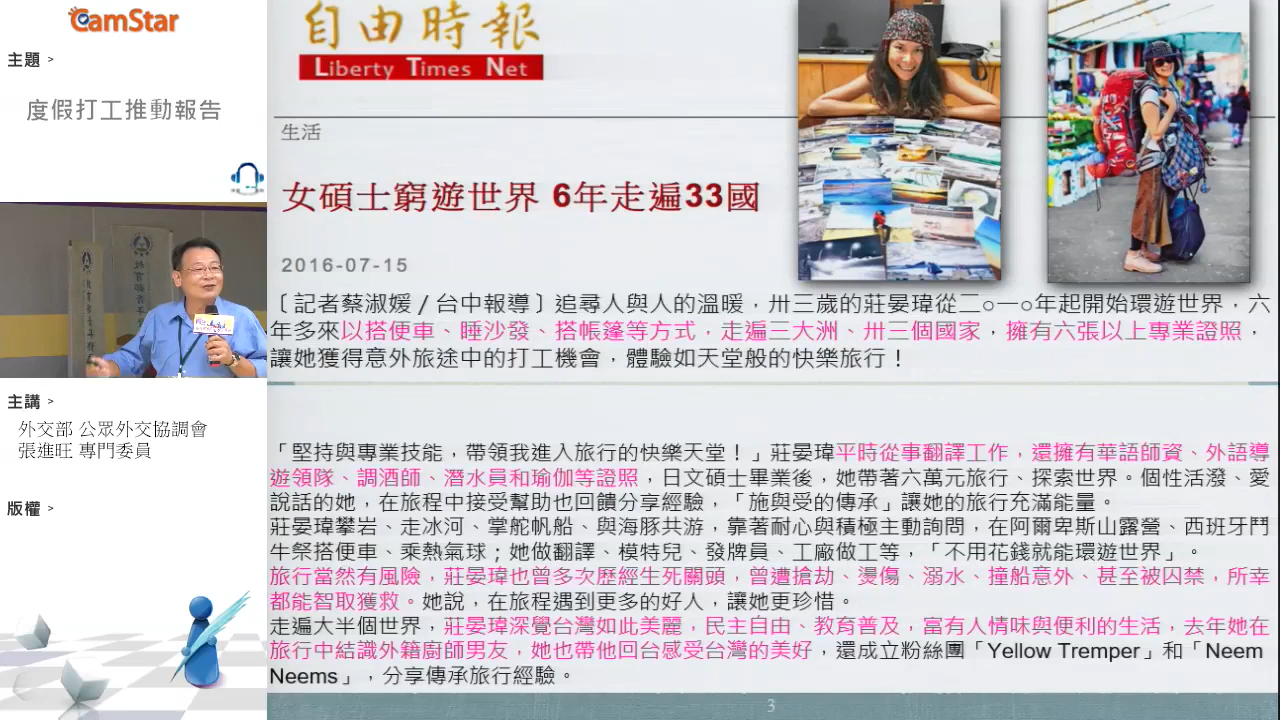 CamStar
主題 >
度假打工推動報告
主講 >
外交部 公眾外交協調會
張進旺 專門委員
版權 >
自由時報
Liberty Times Net
生活
女碩士窮遊世界 6年走遍33國
2016-07-15
〔記者蔡淑媛/台中報導〕追尋人與人的溫暖，卅三歲的莊晏瑋從二○一○年起開始環遊世界，六
年多來以搭便車、睡沙發、搭帳篷等方式，走遍三大洲、卅三個國家，擁有六張以上專業證照，
讓她獲得意外旅途中的打工機會，體驗如天堂般的快樂旅行！
「堅持與專業技能，帶領我進入旅行的快樂天堂！」莊晏瑋平時從事翻譯工作，還擁有華語師資、外語導
遊領隊、調酒師、潛水員和瑜伽等證照，日文碩士畢業後，她帶著六萬元旅行、探索世界。個性活潑、愛
說話的她，在旅程中接受幫助也回饋分享經驗，「施與受的傳承」讓她的旅行充滿能量。
莊晏瑋攀岩、走冰河、掌舵帆船、與海豚共游，靠著耐心與積極主動詢問，在阿爾卑斯山露營、西班牙鬥
牛祭搭便車、乘熱氣球；她做翻譯、模特兒、發牌員、工廠做工等，「不用花錢就能環遊世界」。
旅行當然有風險，莊晏瑋也曾多次歷經生死關頭，曾遭搶劫、燙傷、溺水、撞船意外、甚至被囚禁，所幸
都能智取獲救。她說，在旅程遇到更多的好人，讓她更珍惜。
走遍大半個世界，莊晏瑋深覺台灣如此美麗，民主自由、教育普及，富有人情味與便利的生活，去年她在
旅行中結識外籍廚師男友，她也帶他回台感受台灣的美好，還成立粉絲團「Yellow Tremper」和「Neem
Neems」，分享傳承旅行經驗。
3